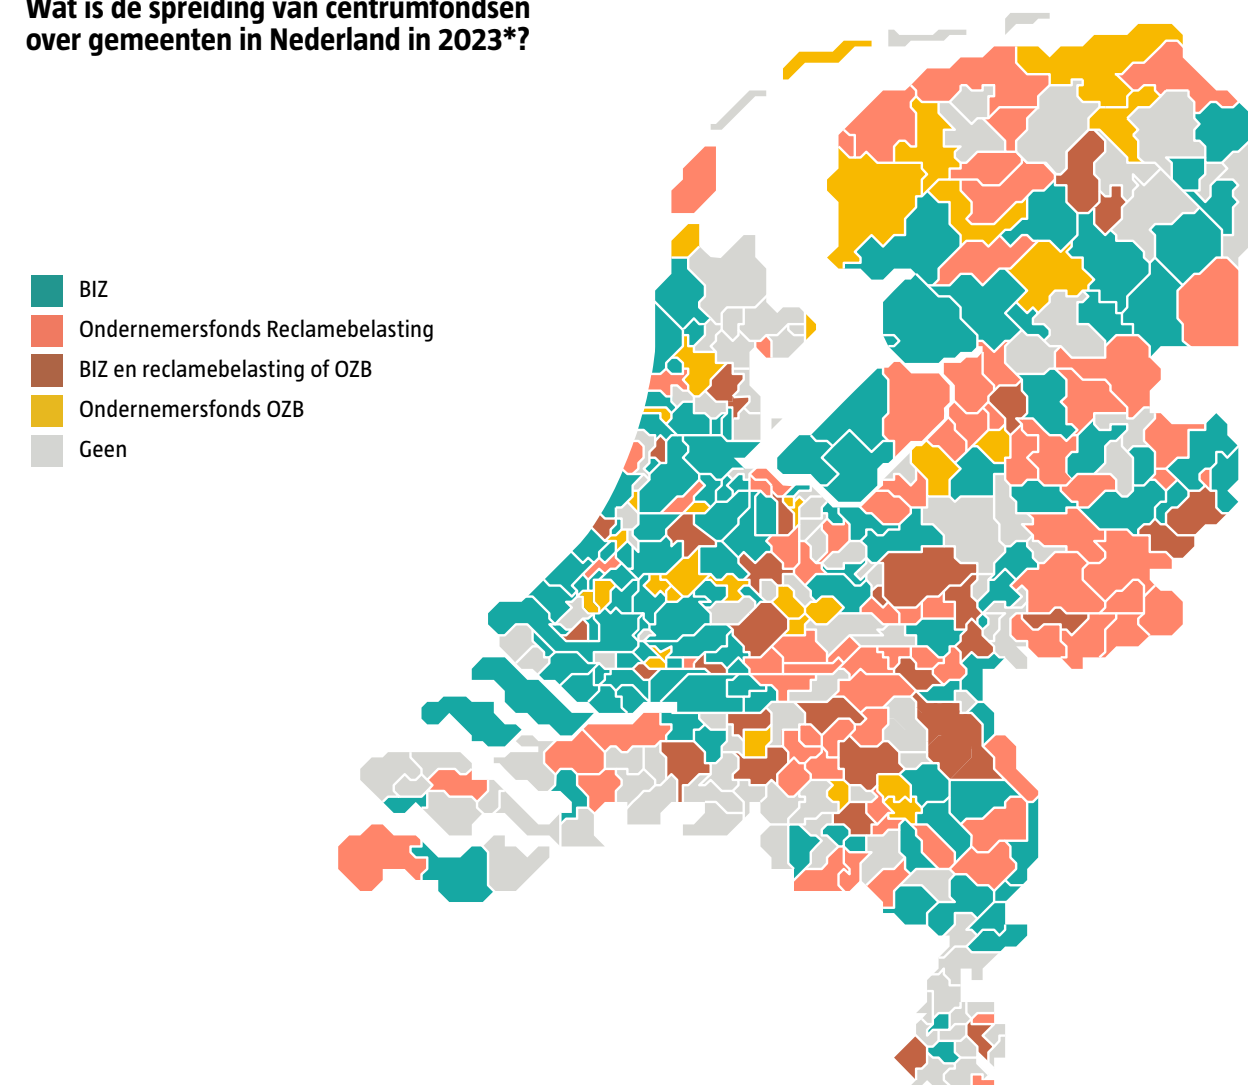 Wat is de spreiding van centrumfondsen
over gemeenten in Nederland in 2023*?
BIZ
Ondernemersfonds Reclamebelasting
BIZ en reclamebelasting of OZB
Ondernemersfonds OZB
Geen